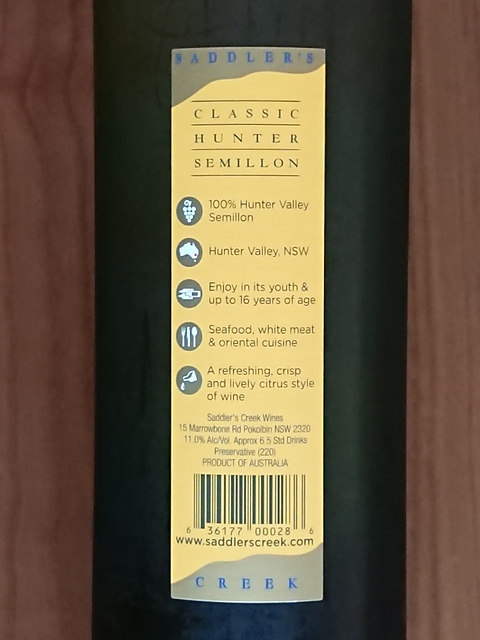 SADDLER'S
CLASSIC
HUNTER
SEMILLON
100% Hunter Valley
Semillon
Hunter Valley, NSW
Enjoy in its youth &
up to 16 years of age
Seafood, white meat
& oriental cuisine
A refreshing, crisp
and lively citrus style
of wine
Saddler's Creek Wines
15 Marrowbone Rd Pokolbin NSW 2320
11.0% Alc/Vol. Approx 6.5 Std Drinks
Preservative (220)
PRODUCT OF AUSTRALIA
6 36177 00028 6
www.saddlerscreek.com
CREEK